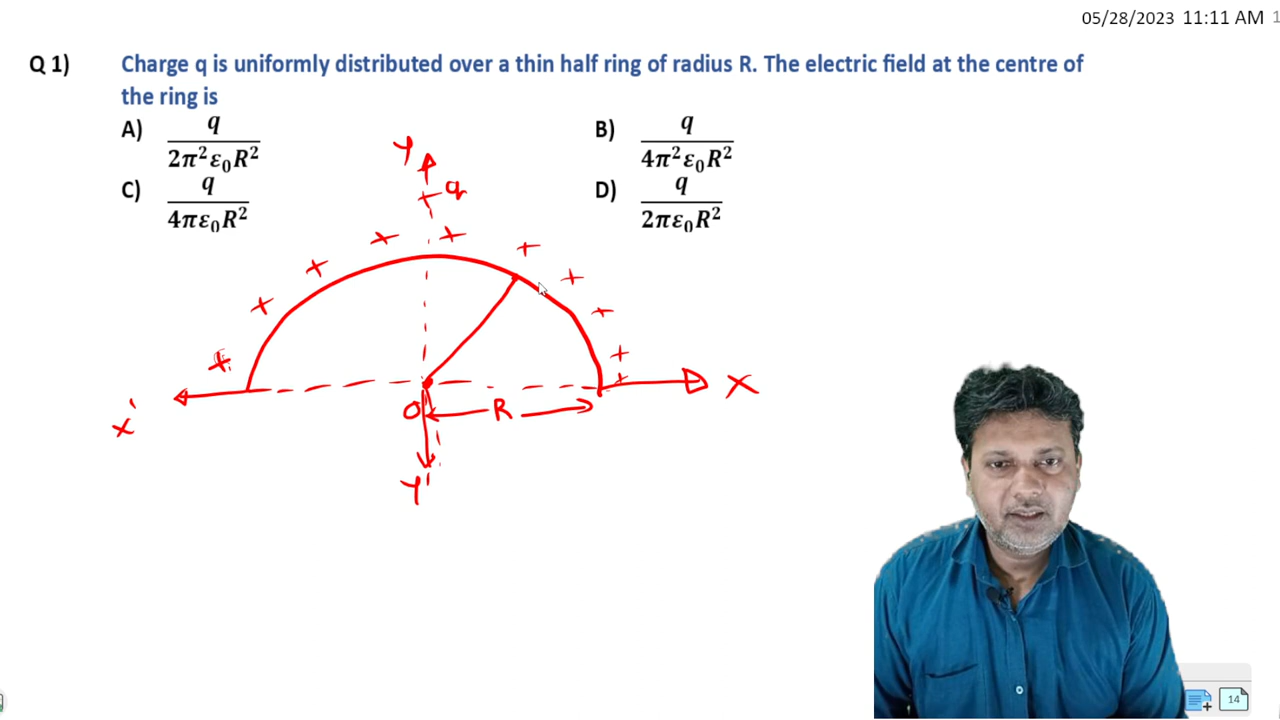 05/28/2023 11:11 AM 1
Q 1) Charge q is uniformly distributed over a thin half ring of radius R. The electric field at the centre of
the ring is
A) q / 2π²ε₀R² B) q / 4π²ε₀R²
C) q / 4πε₀R² D) q / 2πε₀R²
Y
+ q
+ + + + + + + + + +
X' O R X
Y'
14